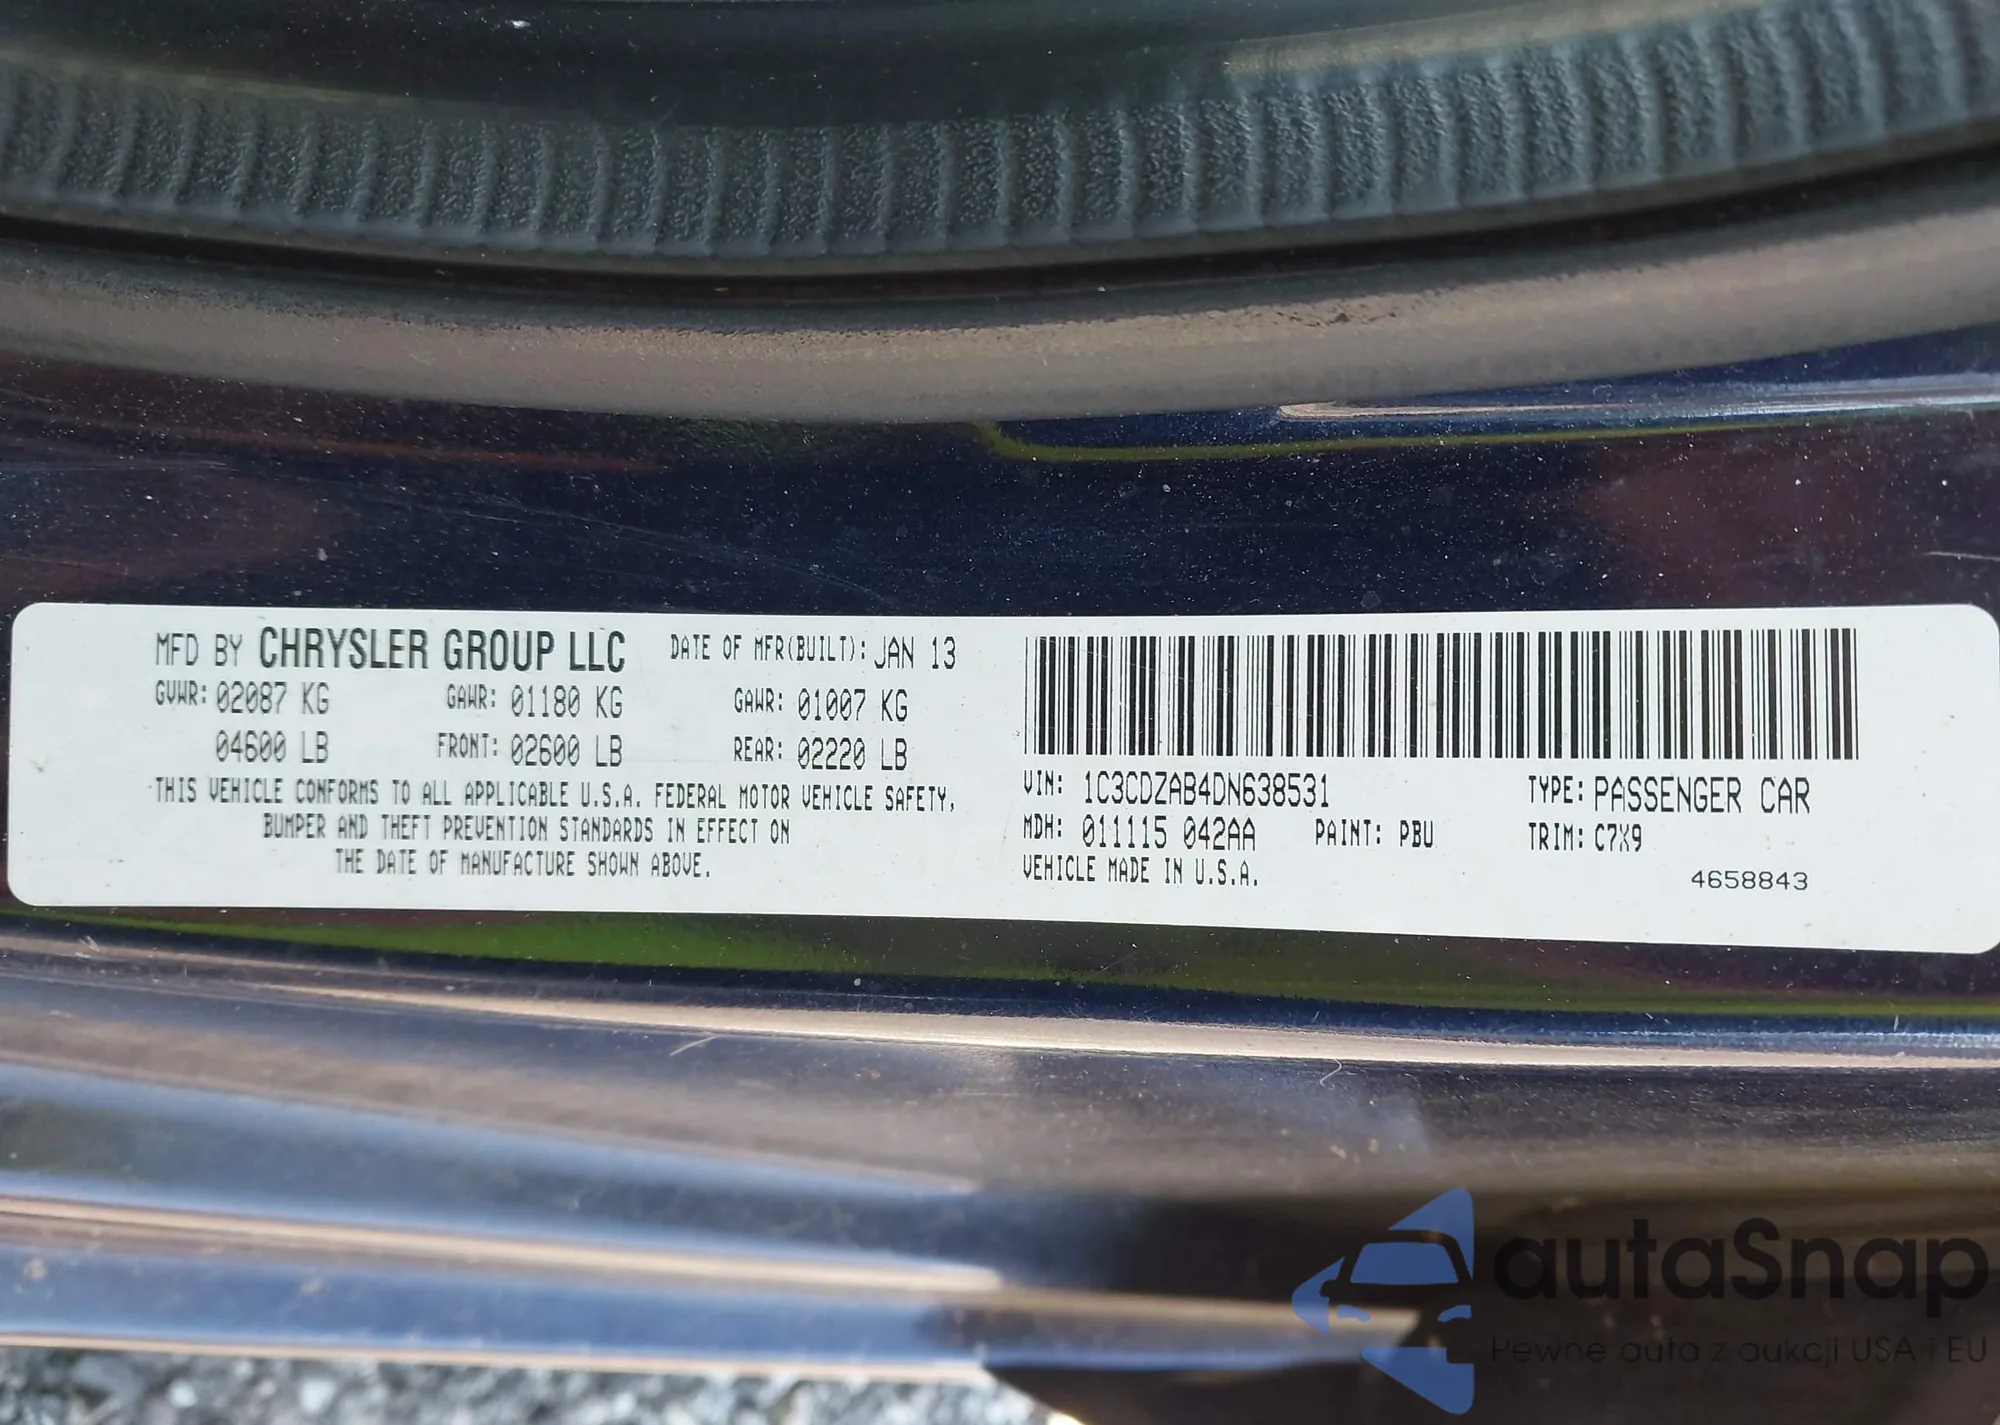 MFD BY CHRYSLER GROUP LLC DATE OF MFR(BUILT): JAN 13
GVWR: 02087 KG GAWR: 01180 KG GAWR: 01007 KG
04600 LB FRONT: 02600 LB REAR: 02220 LB
THIS VEHICLE CONFORMS TO ALL APPLICABLE U.S.A. FEDERAL MOTOR VEHICLE SAFETY,
BUMPER AND THEFT PREVENTION STANDARDS IN EFFECT ON
THE DATE OF MANUFACTURE SHOWN ABOVE.
VIN: 1C3CDZAB4DN638531 TYPE: PASSENGER CAR
MDH: 011115 042AA PAINT: PBU TRIM: C7X9
VEHICLE MADE IN U.S.A.
4658843
autaSnap
Pewne auta z aukcji USA i EU